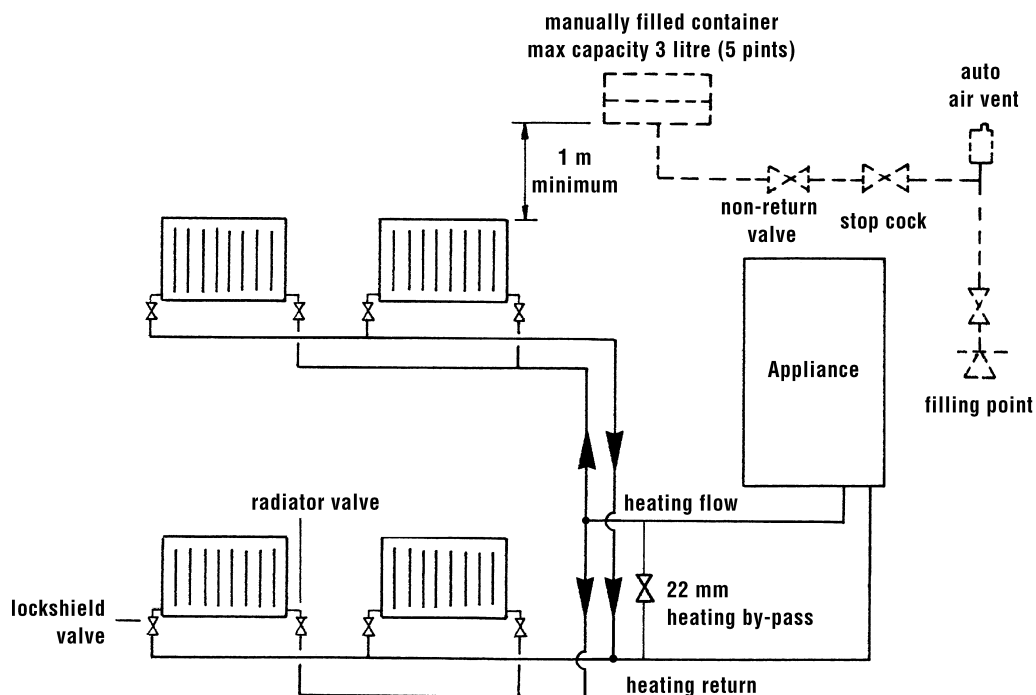 manually filled container
max capacity 3 litre (5 pints)
auto
air vent
1 m
minimum
non-return
valve
stop cock
Appliance
filling point
radiator valve
heating flow
lockshield
valve
22 mm
heating by-pass
heating return